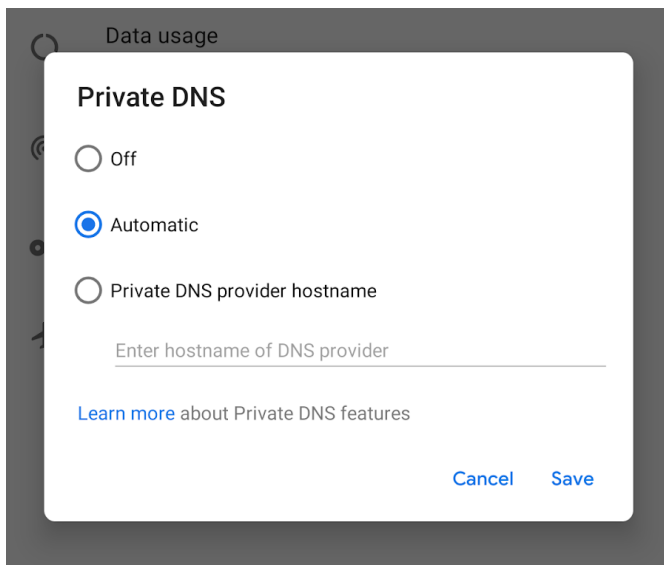 Data usage
Private DNS
Off
Automatic
Private DNS provider hostname
Enter hostname of DNS provider
Learn more about Private DNS features
Cancel Save